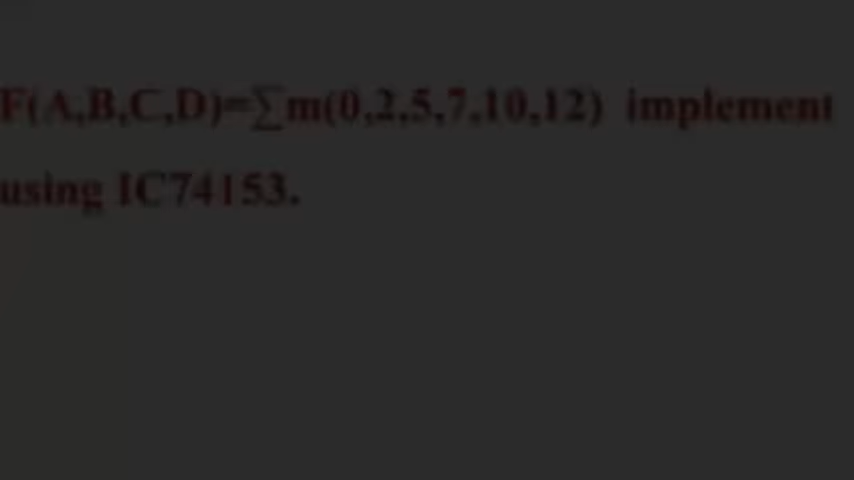 F(A,B,C,D)=∑m(0,2,5,7,10,12) implement
using IC74153.